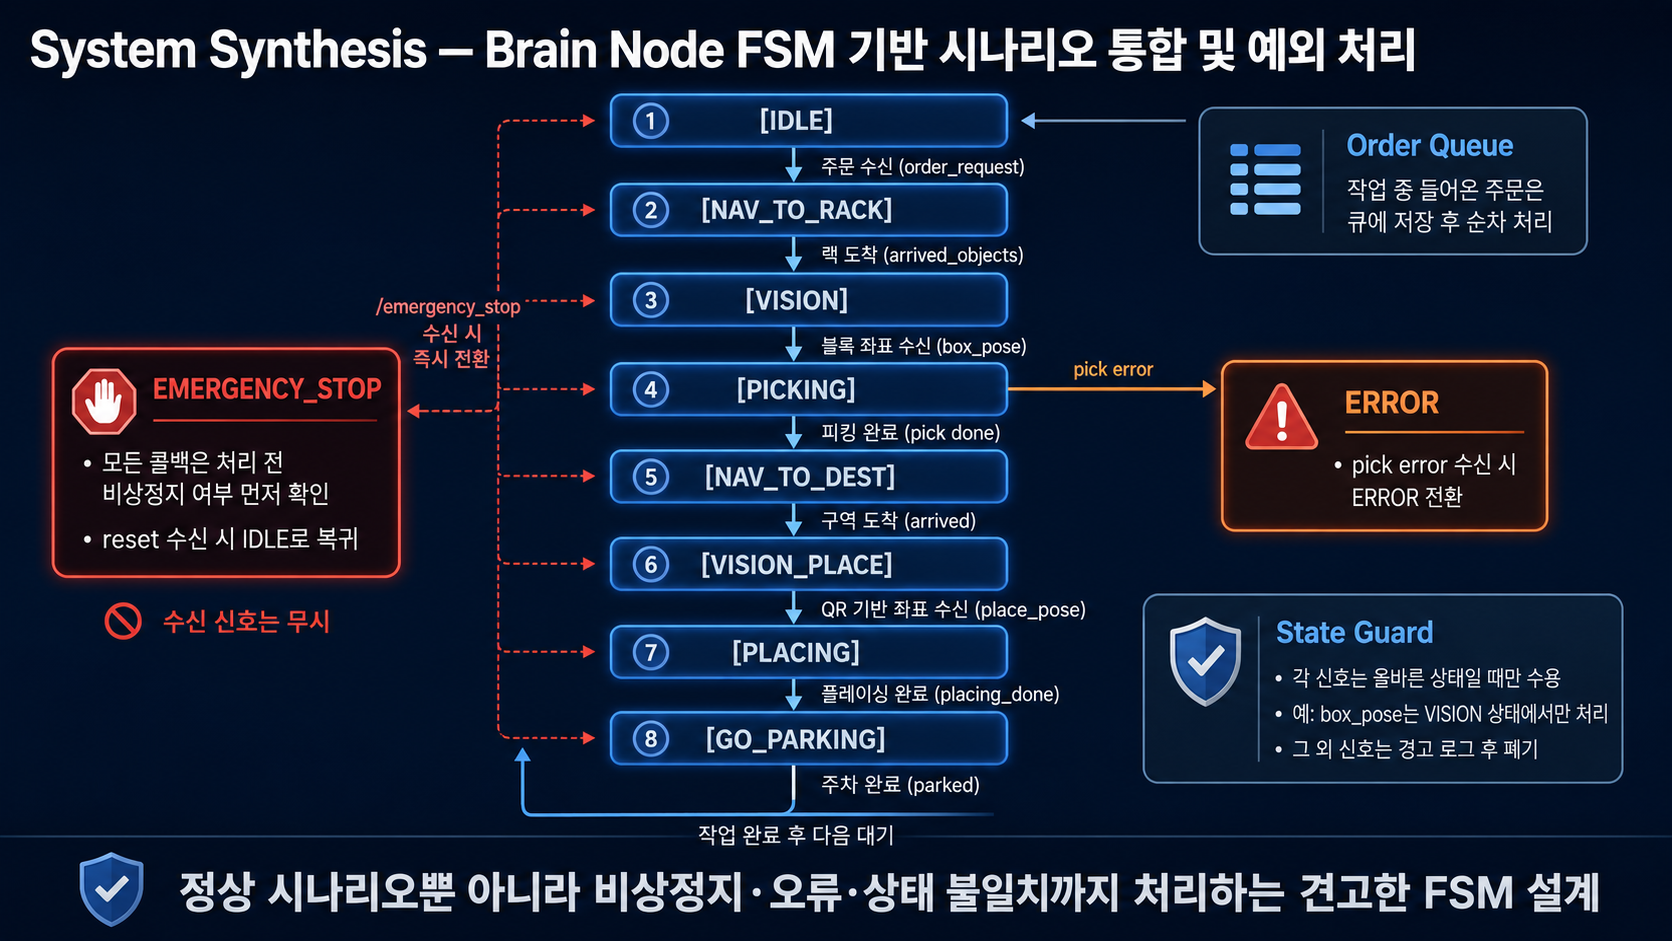 System Synthesis — Brain Node FSM 기반 시나리오 통합 및 예외 처리
1 [IDLE]
주문 수신 (order_request)
2 [NAV_TO_RACK]
랙 도착 (arrived_objects)
3 [VISION]
블록 좌표 수신 (box_pose)
4 [PICKING]
피킹 완료 (pick done)
5 [NAV_TO_DEST]
구역 도착 (arrived)
6 [VISION_PLACE]
QR 기반 좌표 수신 (place_pose)
7 [PLACING]
플레이싱 완료 (placing_done)
8 [GO_PARKING]
주차 완료 (parked)
작업 완료 후 다음 대기
/emergency_stop
수신 시
즉시 전환
EMERGENCY_STOP
• 모든 콜백은 처리 전
비상정지 여부 먼저 확인
• reset 수신 시 IDLE로 복귀
수신 신호는 무시
Order Queue
작업 중 들어온 주문은
큐에 저장 후 순차 처리
pick error
ERROR
• pick error 수신 시
ERROR 전환
State Guard
• 각 신호는 올바른 상태일 때만 수용
• 예: box_pose는 VISION 상태에서만 처리
• 그 외 신호는 경고 로그 후 폐기
정상 시나리오뿐 아니라 비상정지·오류·상태 불일치까지 처리하는 견고한 FSM 설계